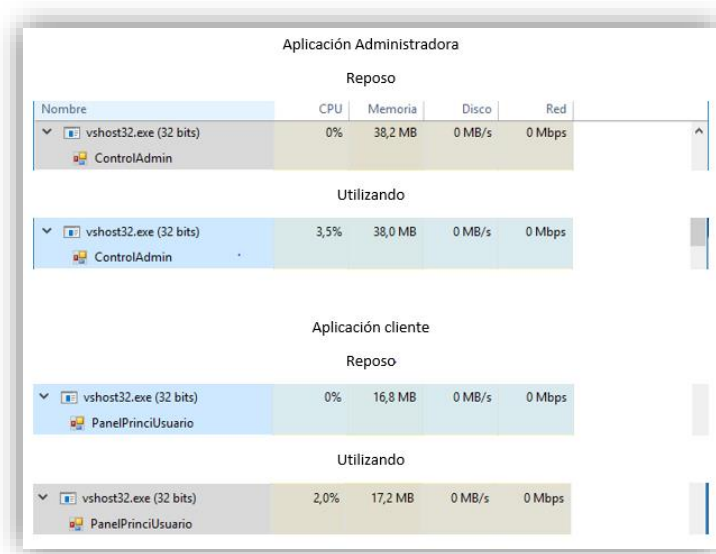 Aplicación Administradora
Reposo
Nombre CPU Memoria Disco Red
vshost32.exe (32 bits) 0% 38,2 MB 0 MB/s 0 Mbps
ControlAdmin
Utilizando
vshost32.exe (32 bits) 3,5% 38,0 MB 0 MB/s 0 Mbps
ControlAdmin
Aplicación cliente
Reposo
vshost32.exe (32 bits) 0% 16,8 MB 0 MB/s 0 Mbps
PanelPrinciUsuario
Utilizando
vshost32.exe (32 bits) 2,0% 17,2 MB 0 MB/s 0 Mbps
PanelPrinciUsuario